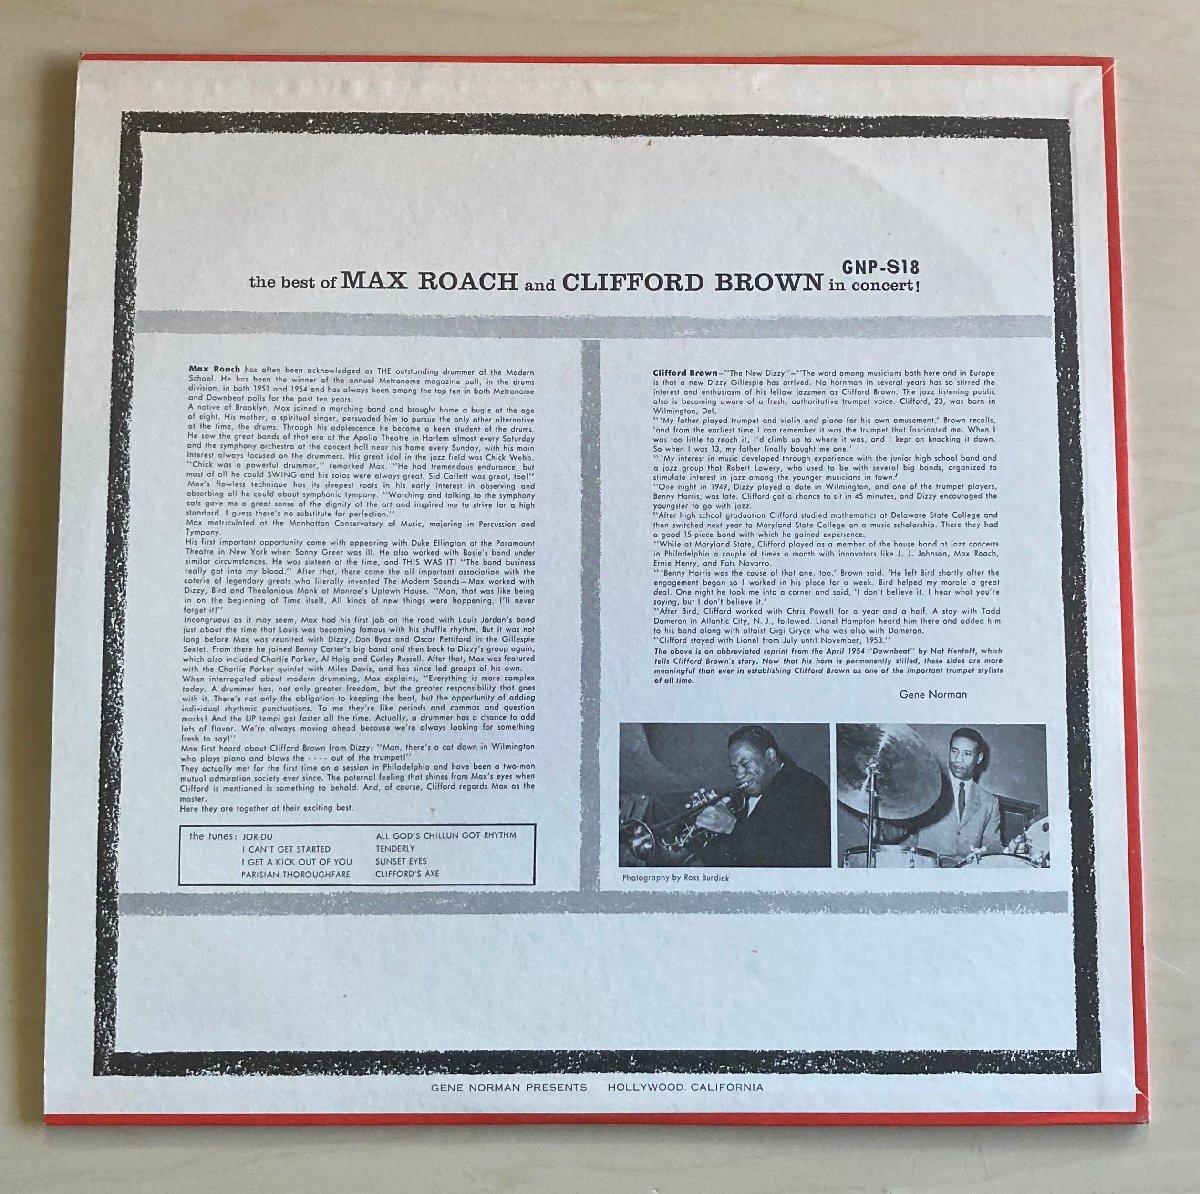 GNP-S18
the best of MAX ROACH and CLIFFORD BROWN in concert!
Max Roach has often been acknowledged as THE outstanding drummer of the Modern
School. He has been the winner of the annual Metronome magazine poll, in the drums
division, in both 1951 and 1954 and has always been among the top ten in both Metronome
and Downbeat polls for the past ten years.
A native of Brooklyn, Max joined a marching band and brought home a bugle at the age
of eight. His mother, a spiritual singer, persuaded him to pursue the only other alternative
at the time, the drums. Through his adolescence he became a keen student of the drums.
He saw the great bands of that era at the Apollo Theatre in Harlem almost every Saturday
and the symphony orchestra at the concert hall near his home every Sunday, with his main
interest always focused on the drummers. His great idol in the jazz field was Chick Webb.
"Chick was a powerful drummer," remarked Max. "He had tremendous endurance, but
most of all he could SWING and his solos were always great. Sid Catlett was great, too!"
Max's flawless technique has its deepest roots in his early interest in observing and
absorbing all he could about symphonic tympany. "Watching and talking to the symphony
cats gave me a great sense of the dignity of the art and inspired me to strive for a high
standard. I guess there's no substitute for perfection."
Max matriculated at the Manhattan Conservatory of Music, majoring in Percussion and
Tympany.
His first important opportunity came with appearing with Duke Ellington at the Paramount
Theatre in New York when Sonny Greer was ill. He also worked with Basie's band under
similar circumstances. He was sixteen at the time, and THIS WAS IT! "The band business
really got into my blood." After that, there came the all important association with the
coterie of legendary greats who literally invented The Modern Sounds—Max worked with
Dizzy, Bird and Thealonious Monk at Monroe's Uptown House. "Man, that was like being
in on the beginning of Time itself. All kinds of new things were happening. I'll never
forget it!"
Incongruous as it may seem, Max had his first job on the road with Louis Jordan's band
just about the time that Louis was becoming famous with his shuffle rhythm. But it was not
long before Max was reunited with Dizzy, Don Byas and Oscar Pettiford in the Gillespie
Sextet. From there he joined Benny Carter's big band and then back to Dizzy's group again,
which also included Charlie Parker, Al Haig and Curley Russell. After that, Max was featured
with the Charlie Parker quintet with Miles Davis, and has since led groups of his own.
When interrogated about modern drumming, Max explains, "Everything is more complex
today. A drummer has, not only greater freedom, but the greater responsibility that goes
with it. There's not only the obligation to keeping the beat, but the opportunity of adding
individual rhythmic punctuations. To me they're like periods and commas and question
marks! And the UP tempi get faster all the time. Actually, a drummer has a chance to add
lots of flavor. We're always moving ahead because we're always looking for something
fresh to say!"
Max first heard about Clifford Brown from Dizzy: "Man, there's a cat down in Wilmington
who plays piano and blows the - - - - out of the trumpet!"
They actually met for the first time on a session in Philadelphia and have been a two-man
mutual admiration society ever since. The paternal feeling that shines from Max's eyes when
Clifford is mentioned is something to behold. And, of course, Clifford regards Max as the
master.
Here they are together at their exciting best.
the tunes: JOR-DU
I CAN'T GET STARTED
I GET A KICK OUT OF YOU
PARISIAN THOROUGHFARE
ALL GOD'S CHILLUN GOT RHYTHM
TENDERLY
SUNSET EYES
CLIFFORD'S AXE
Clifford Brown—"The New Dizzy"—"The word among musicians both here and in Europe
is that a new Dizzy Gillespie has arrived. No hornman in several years has so stirred the
interest and enthusiasm of his fellow jazzmen as Clifford Brown. The jazz listening public
also is becoming aware of a fresh, authoritative trumpet voice. Clifford, 23, was born in
Wilmington, Del.
"'My father played trumpet and violin and piano for his own amusement,' Brown recalls,
'and from the earliest time I can remember it was the trumpet that fascinated me. When I
was too little to reach it, I'd climb up to where it was, and I kept on knocking it down.
So when I was 13, my father finally bought me one.'
"'My interest in music developed through experience with the junior high school band and
a jazz group that Robert Lowery, who used to be with several big bands, organized to
stimulate interest in jazz among the younger musicians in town.'
"One night in 1949, Dizzy played a date in Wilmington, and one of the trumpet players,
Benny Harris, was late. Clifford got a chance to sit in 45 minutes, and Dizzy encouraged the
youngster to go with jazz.
"After high school graduation Clifford studied mathematics at Delaware State College and
then switched next year to Maryland State College on a music scholarship. There they had
a good 15-piece band with which he gained experience.
"While at Maryland State, Clifford played as a member of the house band at jazz concerts
in Philadelphia a couple of times a month with innovators like J. J. Johnson, Max Roach,
Ernie Henry, and Fats Navarro.
"'Benny Harris was the cause of that one, too.' Brown said. 'He left Bird shortly after the
engagement began so I worked in his place for a week. Bird helped my morale a great
deal. One night he took me into a corner and said, 'I don't believe it. I hear what you're
saying, but I don't believe it.'
"After Bird, Clifford worked with Chris Powell for a year and a half. A stay with Tadd
Dameron in Atlantic City, N. J., followed. Lionel Hampton heard him there and added him
to his band along with altoist Gigi Gryce who was also with Dameron.
"Clifford stayed with Lionel from July until November, 1953."
The above is an abbreviated reprint from the April 1954 "Downbeat" by Nat Hentoff, which
tells Clifford Brown's story. Now that his horn is permanently stilled, these sides are more
meaningful than ever in establishing Clifford Brown as one of the important trumpet stylists
of all time.
Gene Norman
Photography by Ross Burdick
GENE NORMAN PRESENTS HOLLYWOOD, CALIFORNIA